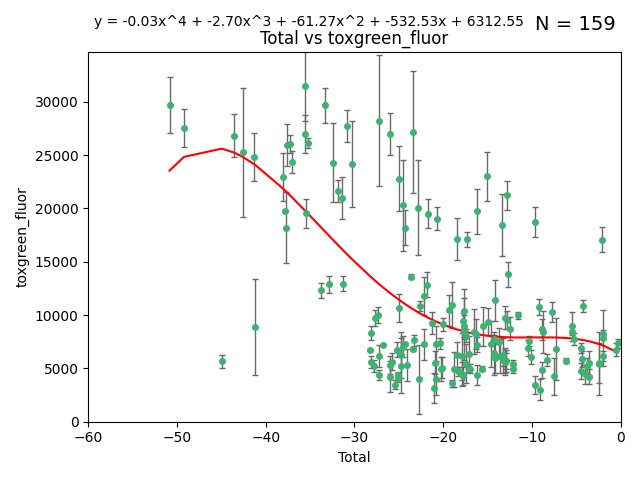 y = -0.03x^4 + -2.70x^3 + -61.27x^2 + -532.53x + 6312.55 N = 159
Total vs toxgreen_fluor
30000
25000
20000
15000
10000
5000
0
toxgreen_fluor
−60 −50 −40 −30 −20 −10 0
Total